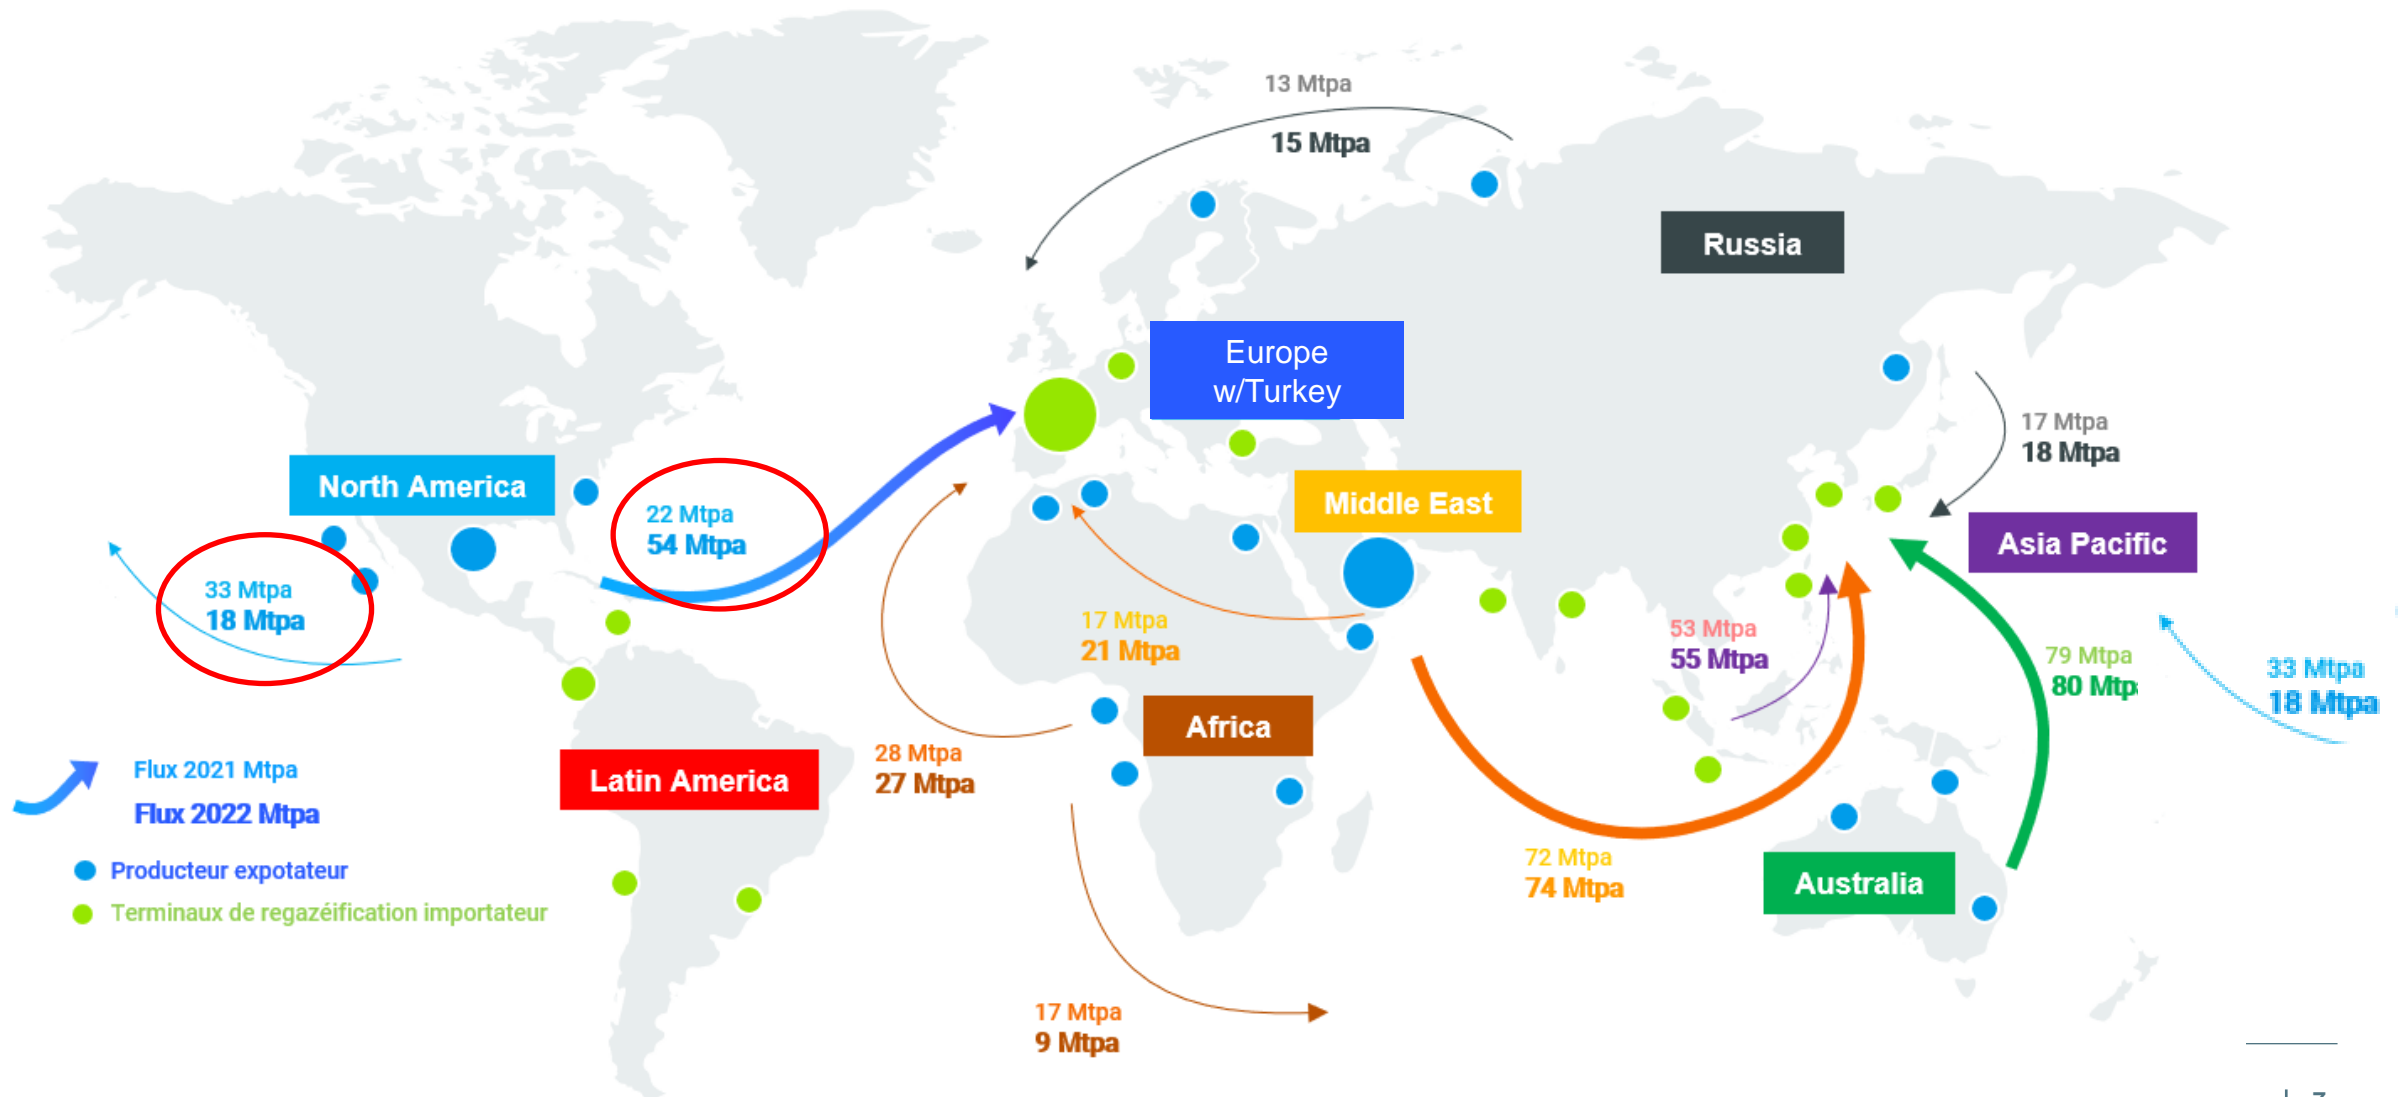 13 Mtpa
15 Mtpa
Russia
Europe
w/Turkey
17 Mtpa
18 Mtpa
North America
22 Mtpa
54 Mtpa
Middle East
Asia Pacific
33 Mtpa
18 Mtpa
17 Mtpa
21 Mtpa
53 Mtpa
55 Mtpa
79 Mtpa
80 Mtp
33 Mtpa
18 Mtpa
Africa
28 Mtpa
27 Mtpa
Latin America
Flux 2021 Mtpa
Flux 2022 Mtpa
72 Mtpa
74 Mtpa
Australia
Producteur expotateur
Terminaux de regazéification importateur
17 Mtpa
9 Mtpa